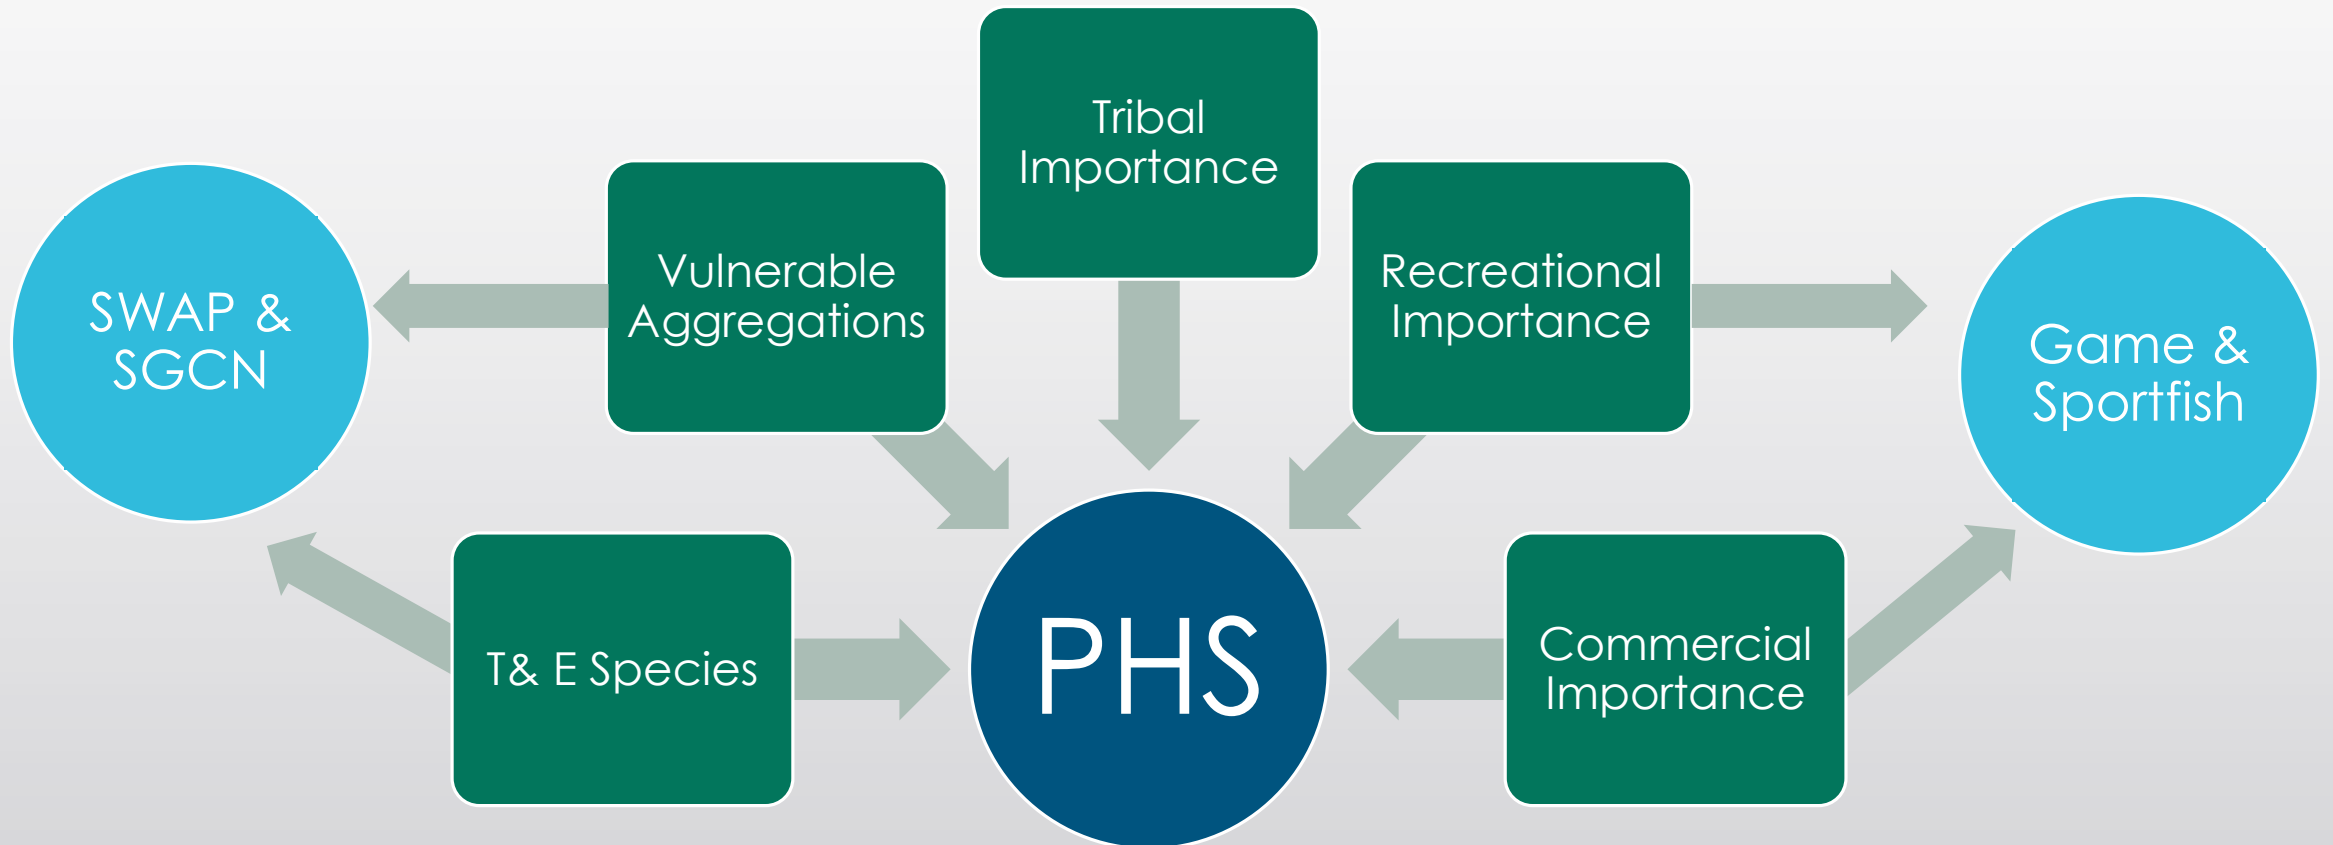 Tribal
Importance
Vulnerable
Aggregations
Recreational
Importance
SWAP &
SGCN
Game &
Sportfish
T& E Species
PHS
Commercial
Importance